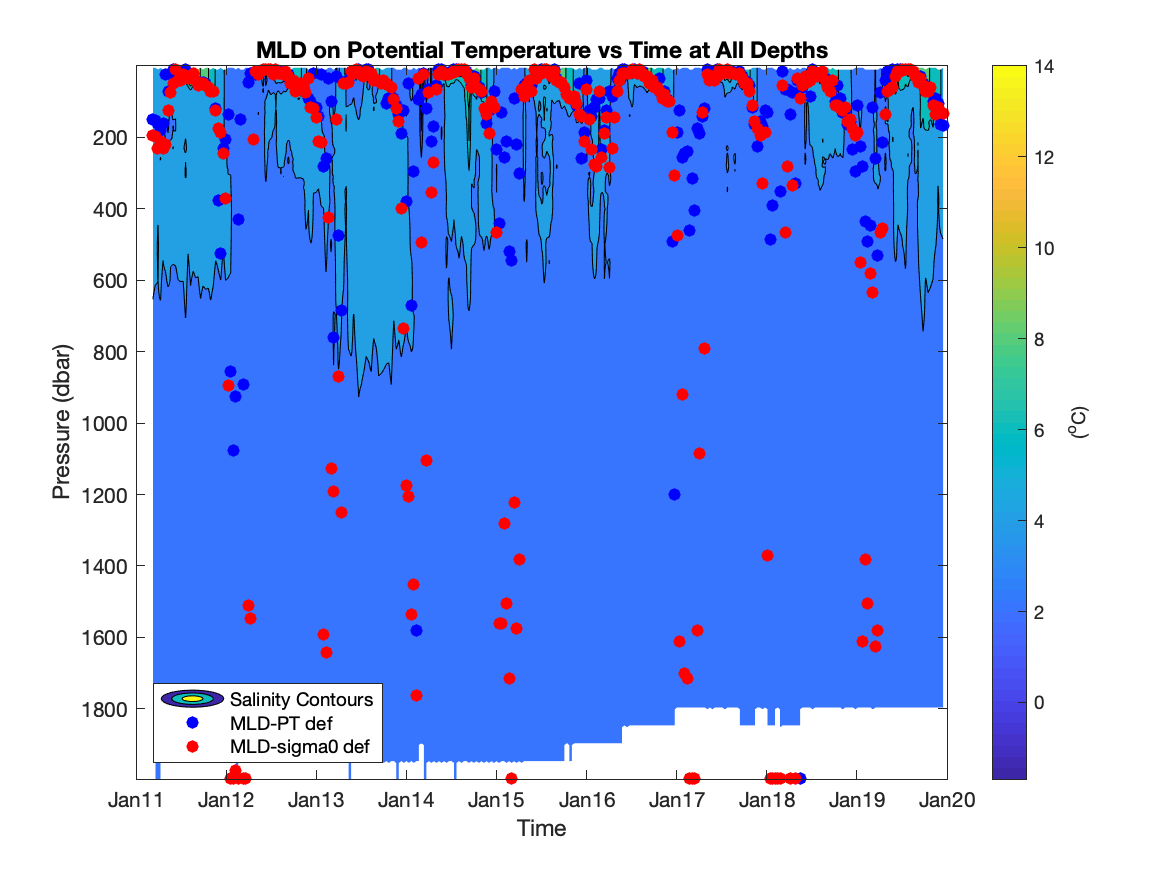 MLD on Potential Temperature vs Time at All Depths
Pressure (dbar)
200
400
600
800
1000
1200
1400
1600
1800
Salinity Contours
MLD-PT def
MLD-sigma0 def
Jan11 Jan12 Jan13 Jan14 Jan15 Jan16 Jan17 Jan18 Jan19 Jan20
Time
14
12
10
8
6
4
2
0
(°C)